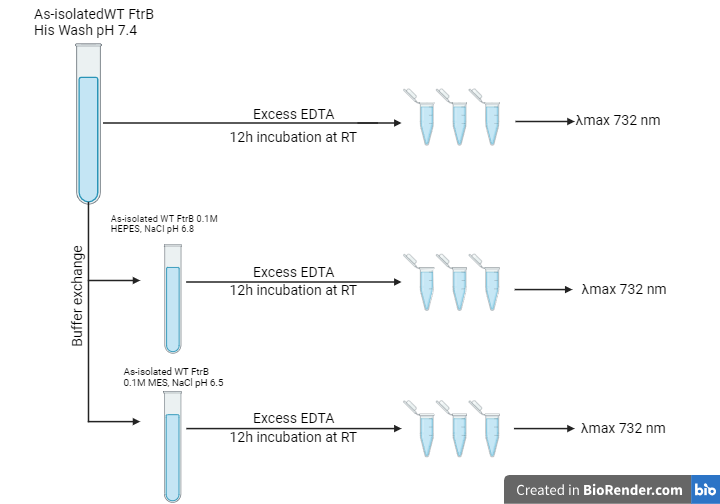 As-isolatedWT FtrB
His Wash pH 7.4
Excess EDTA
12h incubation at RT
λmax 732 nm
As-isolated WT FtrB 0.1M
HEPES, NaCl pH 6.8
Buffer exchange
Excess EDTA
12h incubation at RT
λmax 732 nm
As-isolated WT FtrB
0.1M MES, NaCl pH 6.5
Excess EDTA
12h incubation at RT
λmax 732 nm
Created in BioRender.com bio